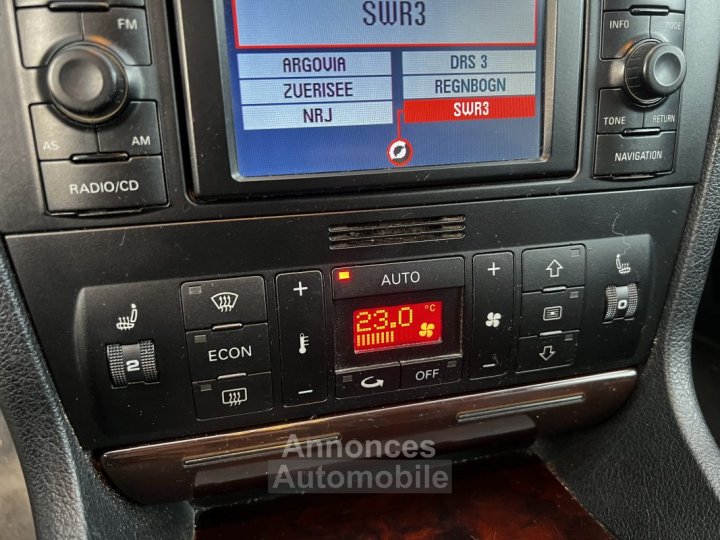 SWR3
FM
INFO
MODE
ARGOVIA
DRS 3
ZUERISEE
REGNBOGN
NRJ
SWR3
AS
AM
TONE
RETURN
RADIO/CD
NAVIGATION
AUTO
+
+
23.0 °C
ECON
2
0
-
-
OFF
Annonces
Automobile